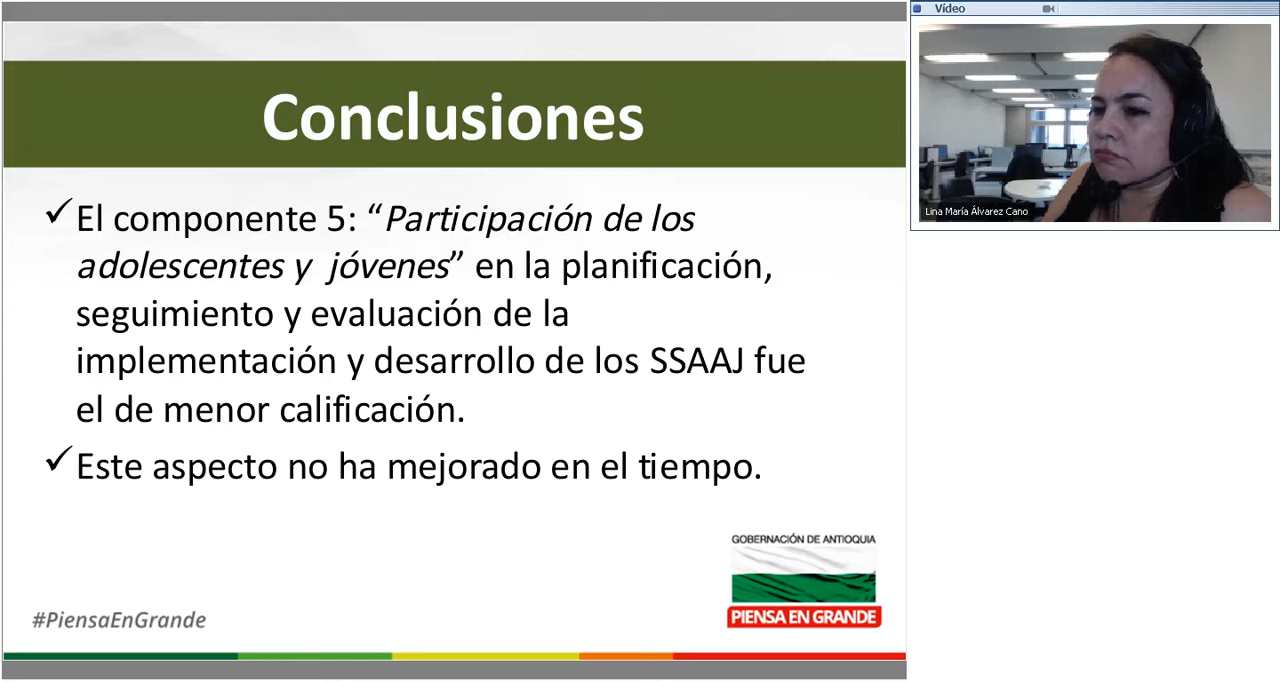 Conclusiones
✓El componente 5: “Participación de los
adolescentes y  jóvenes” en la planificación,
seguimiento y evaluación de la
implementación y desarrollo de los SSAAJ fue
el de menor calificación.
✓Este aspecto no ha mejorado en el tiempo.
GOBERNACIÓN DE ANTIOQUIA
PIENSA EN GRANDE
#PiensaEnGrande
Vídeo
Lina María Álvarez Cano